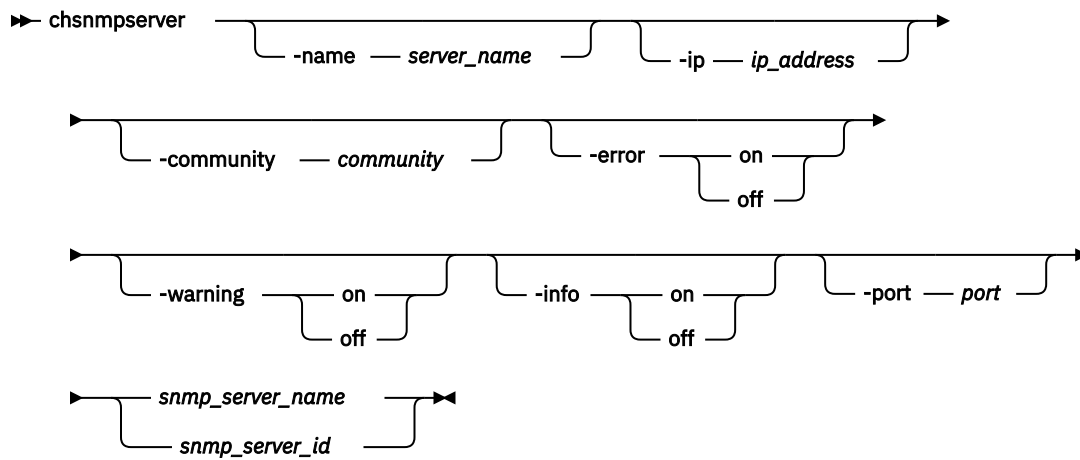 chsnmpserver
-name server_name -ip ip_address
-community community -error on
off
-warning on -info on -port port
off off
snmp_server_name
snmp_server_id